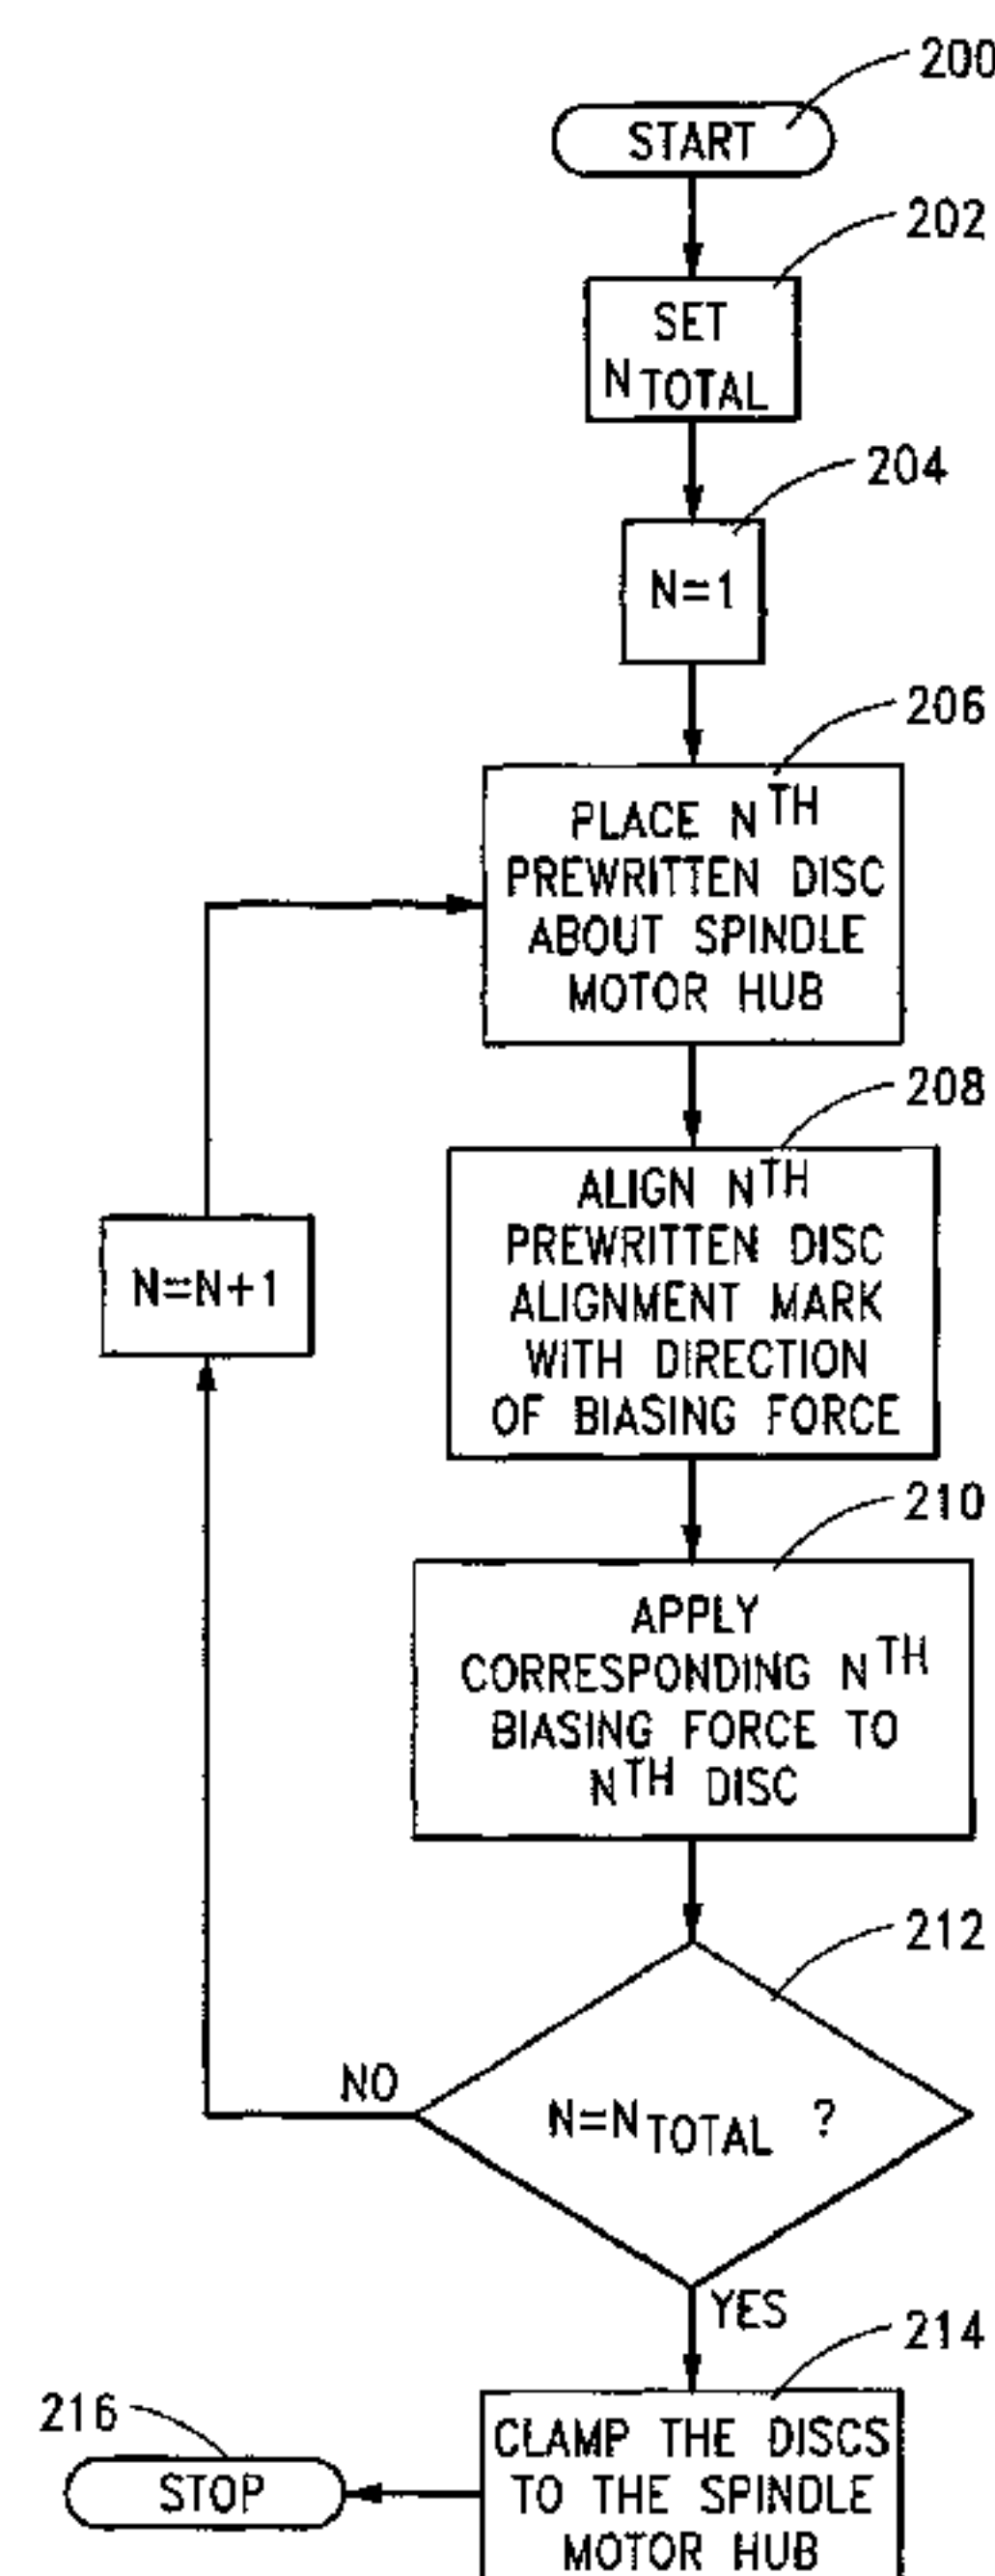 200
START
202
SET
N TOTAL
204
N=1
206
PLACE N TH
PREWRITTEN DISC
ABOUT SPINDLE
MOTOR HUB
208
ALIGN N TH
PREWRITTEN DISC
ALIGNMENT MARK
WITH DIRECTION
OF BIASING FORCE
N=N+1
210
APPLY
CORRESPONDING N TH
BIASING FORCE TO
N TH DISC
212
NO
N=N TOTAL ?
YES
214
CLAMP THE DISCS
TO THE SPINDLE
MOTOR HUB
216
STOP